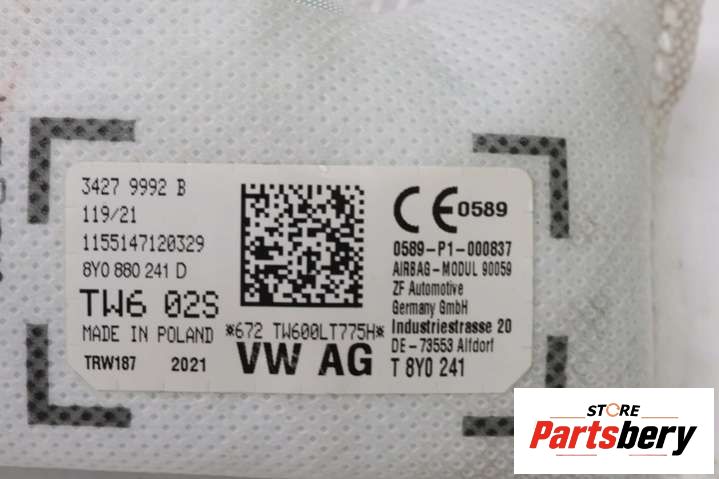 3427 9992 B
119/21
1155147120329
8Y0 880 241 D
TW6 02S
MADE IN POLAND
TRW187 2021
*672 TW600LT775H*
VW AG
CE 0589
0589-P1-000837
AIRBAG-MODUL 90059
ZF Automotive
Germany GmbH
Industriestrasse 20
DE-73553 Alfdorf
T 8Y0 241
STORE
Partsbery